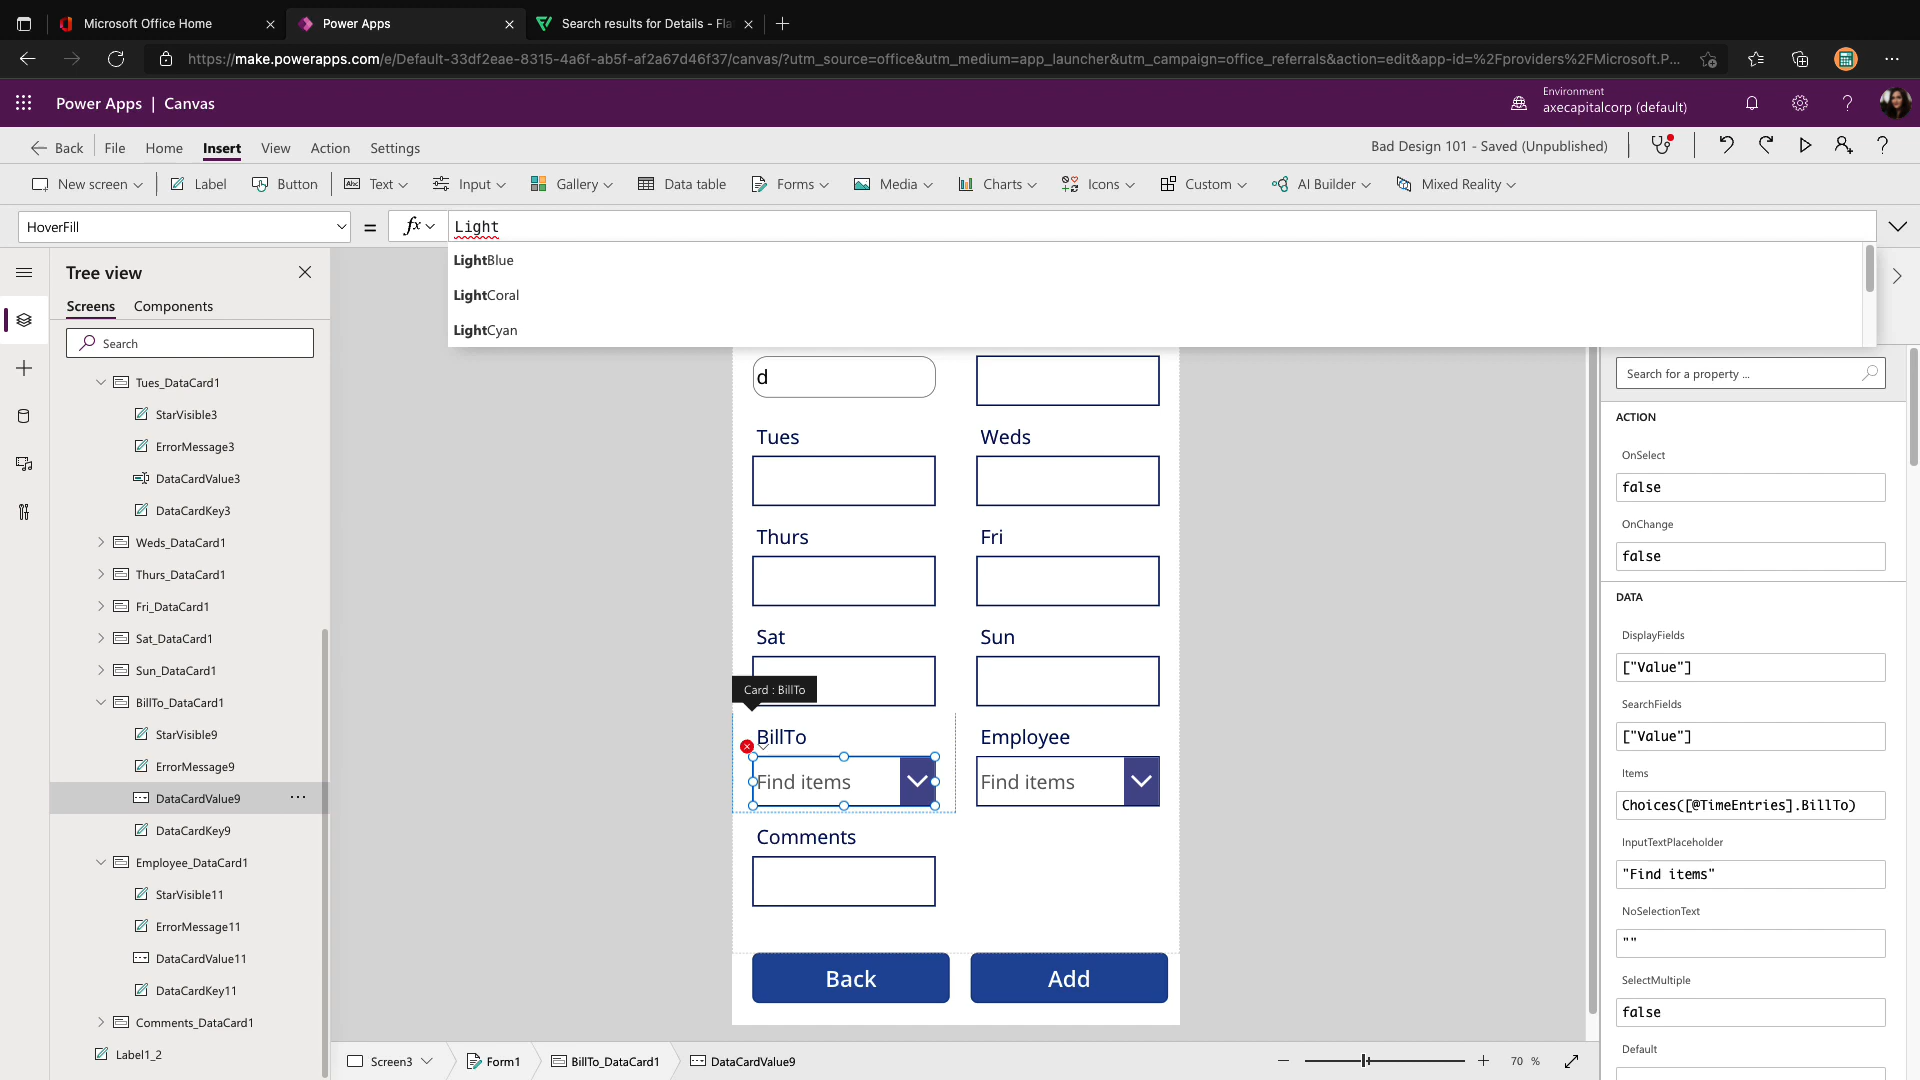 Microsoft Office Home
Power Apps
Search results for Details - Fla
https://make.powerapps.com/e/Default-33df2eae-8315-4a6f-ab5f-af2a67d46f37/canvas/?utm_source=office&utm_medium=app_launcher&utm_campaign=office_referrals&action=edit&app-id=%2Fproviders%2FMicrosoft.P...
Power Apps | Canvas
Environment
axecapitalcorp (default)
Back File Home Insert View Action Settings
Bad Design 101 - Saved (Unpublished)
New screen Label Button Text Input Gallery Data table Forms Media Charts Icons Custom AI Builder Mixed Reality
HoverFill = fx Light
LightBlue
LightCoral
LightCyan
Tree view
Screens Components
Search
Tues_DataCard1
StarVisible3
ErrorMessage3
DataCardValue3
DataCardKey3
Weds_DataCard1
Thurs_DataCard1
Fri_DataCard1
Sat_DataCard1
Sun_DataCard1
BillTo_DataCard1
StarVisible9
ErrorMessage9
DataCardValue9
DataCardKey9
Employee_DataCard1
StarVisible11
ErrorMessage11
DataCardValue11
DataCardKey11
Comments_DataCard1
Label1_2
d
Tues Weds
Thurs Fri
Sat Sun
Card : BillTo
BillTo Employee
Find items Find items
Comments
Back Add
Screen3 Form1 BillTo_DataCard1 DataCardValue9
70 %
Search for a property ...
ACTION
OnSelect
false
OnChange
false
DATA
DisplayFields
["Value"]
SearchFields
["Value"]
Items
Choices([@TimeEntries].BillTo)
InputTextPlaceholder
"Find items"
NoSelectionText
""
SelectMultiple
false
Default